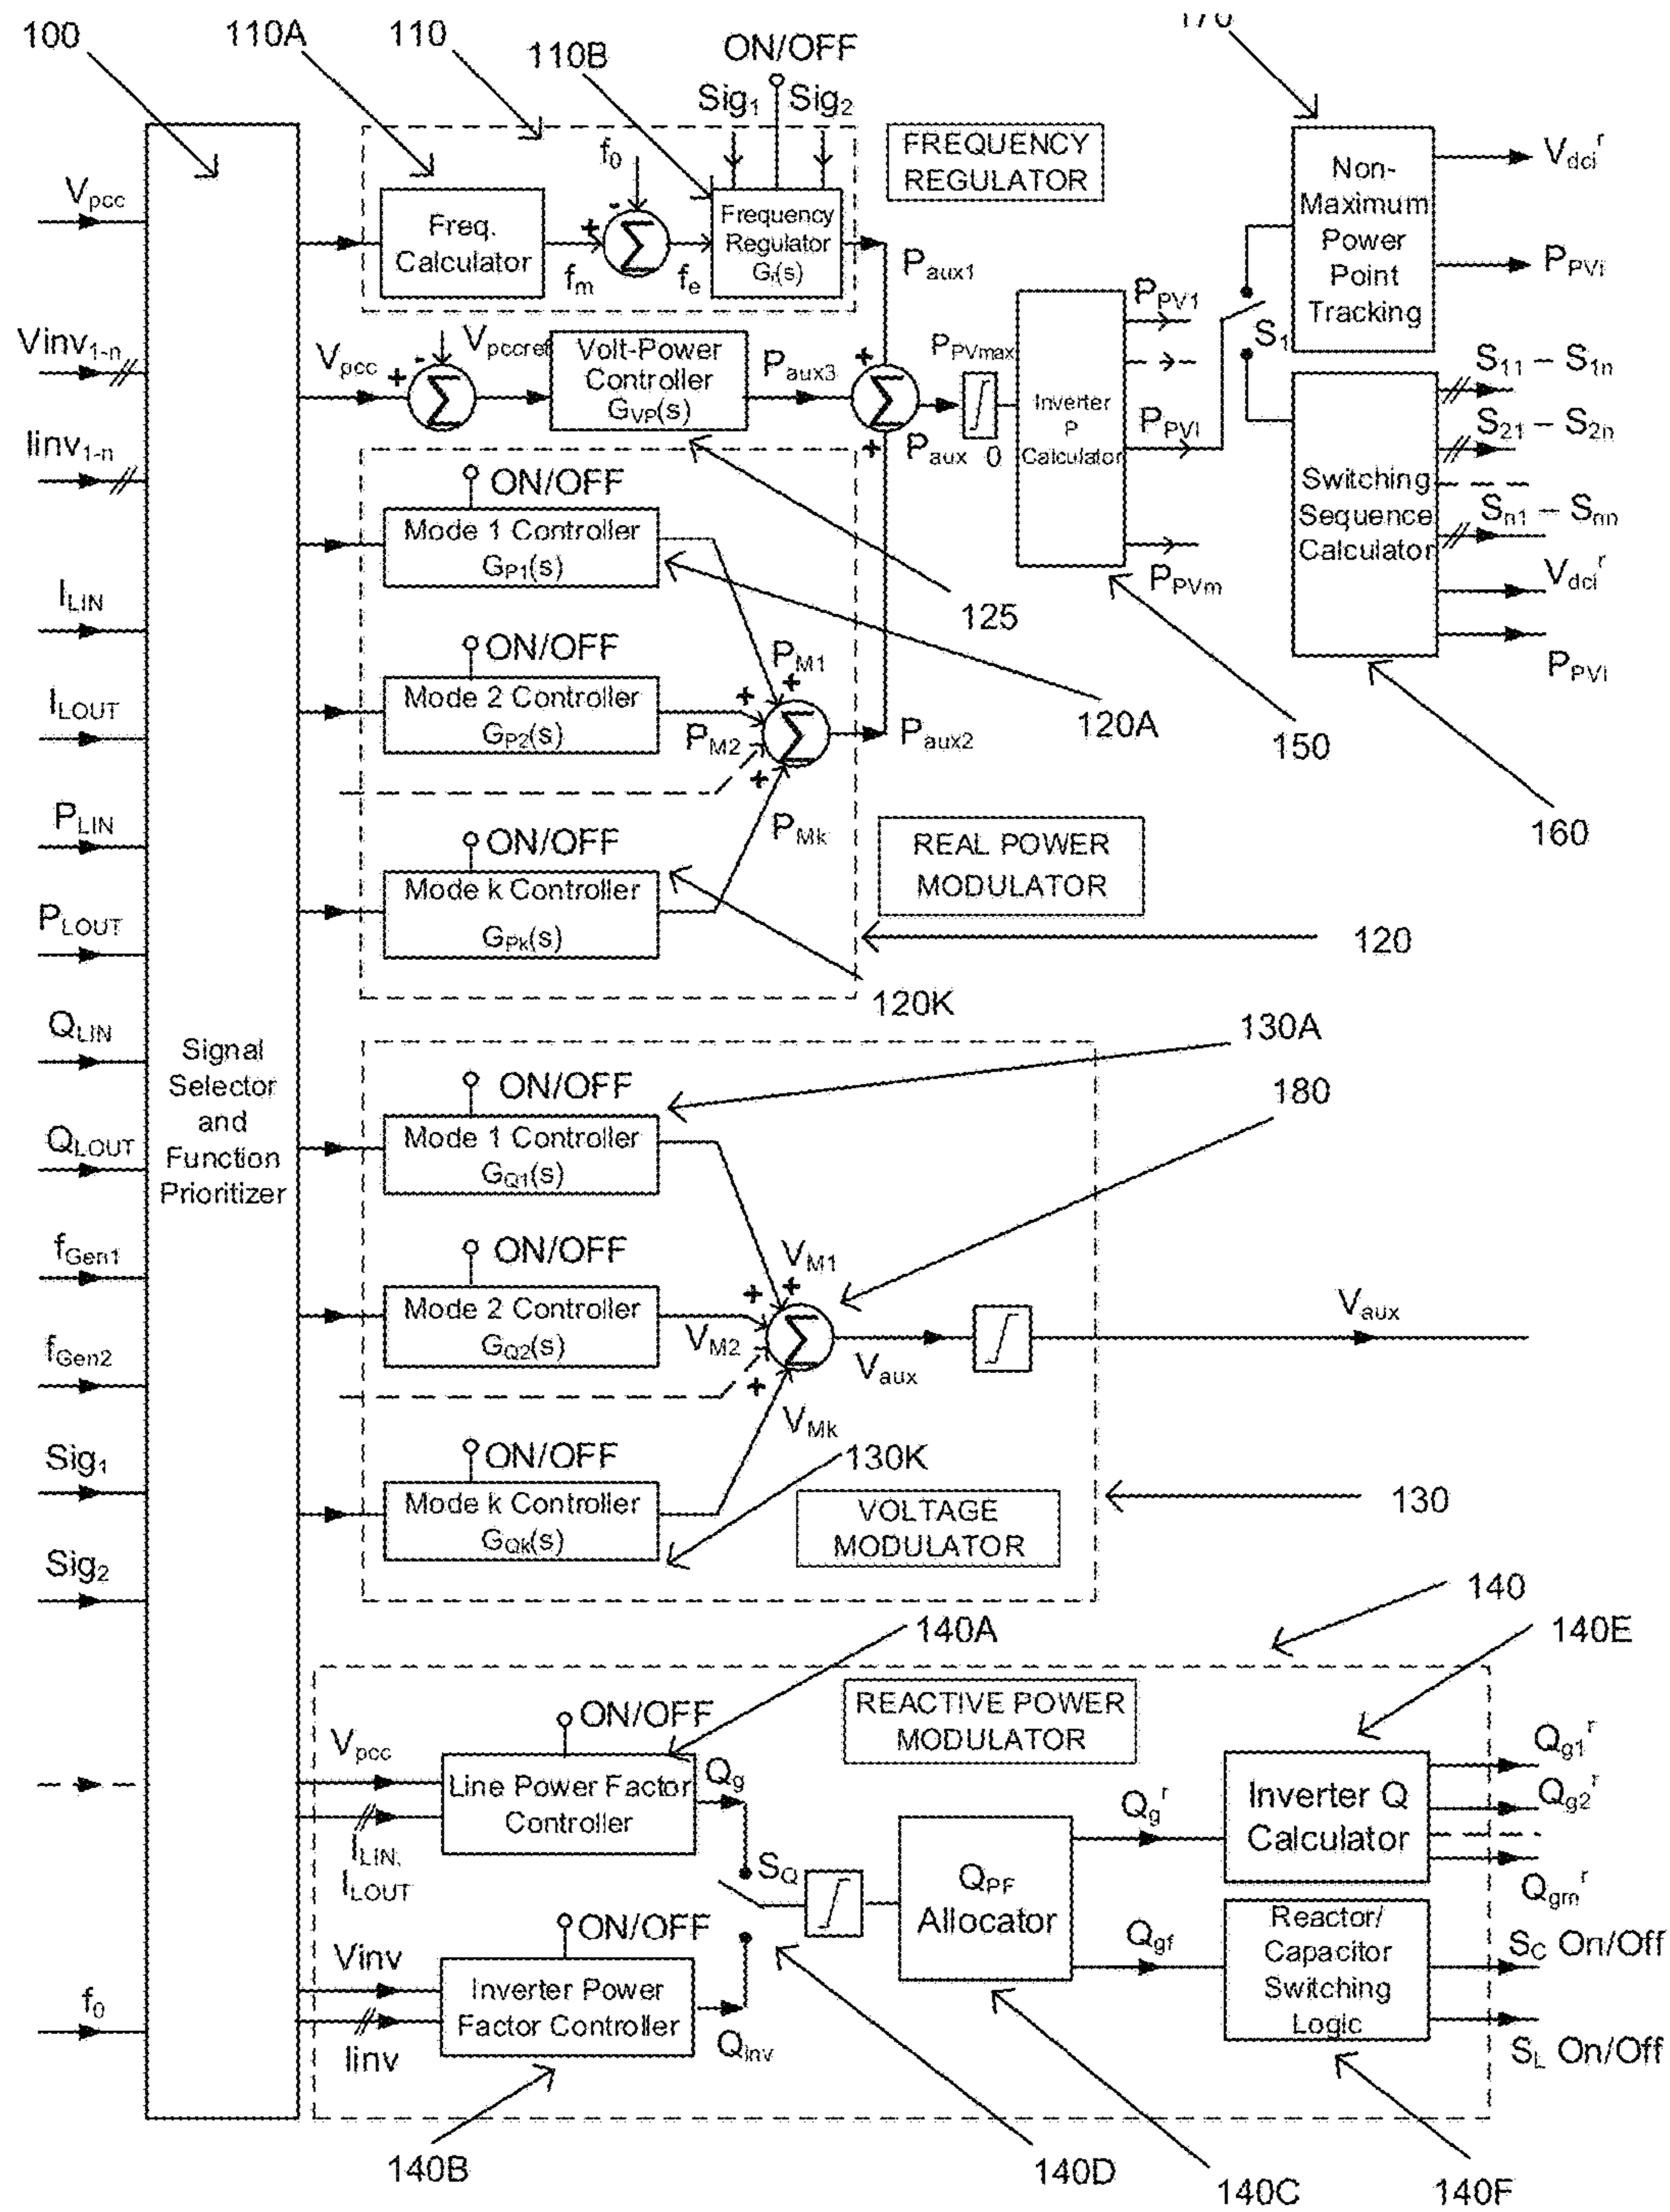 100
110A
110
110B
ON/OFF
Sig1
Sig2
170
FREQUENCY
REGULATOR
Vpcc
Vinv1-n
Iinv1-n
ILIN
ILOUT
PLIN
PLOUT
QLIN
QLOUT
fGen1
fGen2
Sig1
Sig2
f0
Signal
Selector
and
Function
Prioritizer
Freq.
Calculator
f0
-
+
Σ
fm
fe
Frequency
Regulator
Gf(s)
Paux1
Vpcc
+
-
Vpccref
Σ
Volt-Power
Controller
GVP(s)
Paux3
+
Σ
+
Paux
PPVmax
0
Inverter
P
Calculator
PPV1
PPVi
PPVm
S1
Non-
Maximum
Power
Point
Tracking
Vdci^r
PPVi
Switching
Sequence
Calculator
S11 – S1n
S21 – S2n
Sn1 – Snn
Vdci^r
PPVi
ON/OFF
Mode 1 Controller
GP1(s)
125
ON/OFF
Mode 2 Controller
GP2(s)
PM1
+
+
PM2
Σ
+
PMk
Paux2
120A
150
160
ON/OFF
Mode k Controller
GPk(s)
REAL POWER
MODULATOR
120
120K
130A
180
ON/OFF
Mode 1 Controller
GQ1(s)
ON/OFF
Mode 2 Controller
GQ2(s)
VM1
+
+
VM2
Σ
+
VMk
Vaux
Vaux
ON/OFF
Mode k Controller
GQk(s)
130K
VOLTAGE
MODULATOR
130
140
140A
140E
REACTIVE POWER
MODULATOR
Vpcc
ON/OFF
Line Power Factor
Controller
ILIN,
ILOUT
Qg
SQ
QPF
Allocator
Qg^r
Qgf
Inverter Q
Calculator
Qg1^r
Qg2^r
Qgm^r
Vinv
Iinv
ON/OFF
Inverter Power
Factor Controller
Qinv
Reactor/
Capacitor
Switching
Logic
SC On/Off
SL On/Off
140B
140D
140C
140F